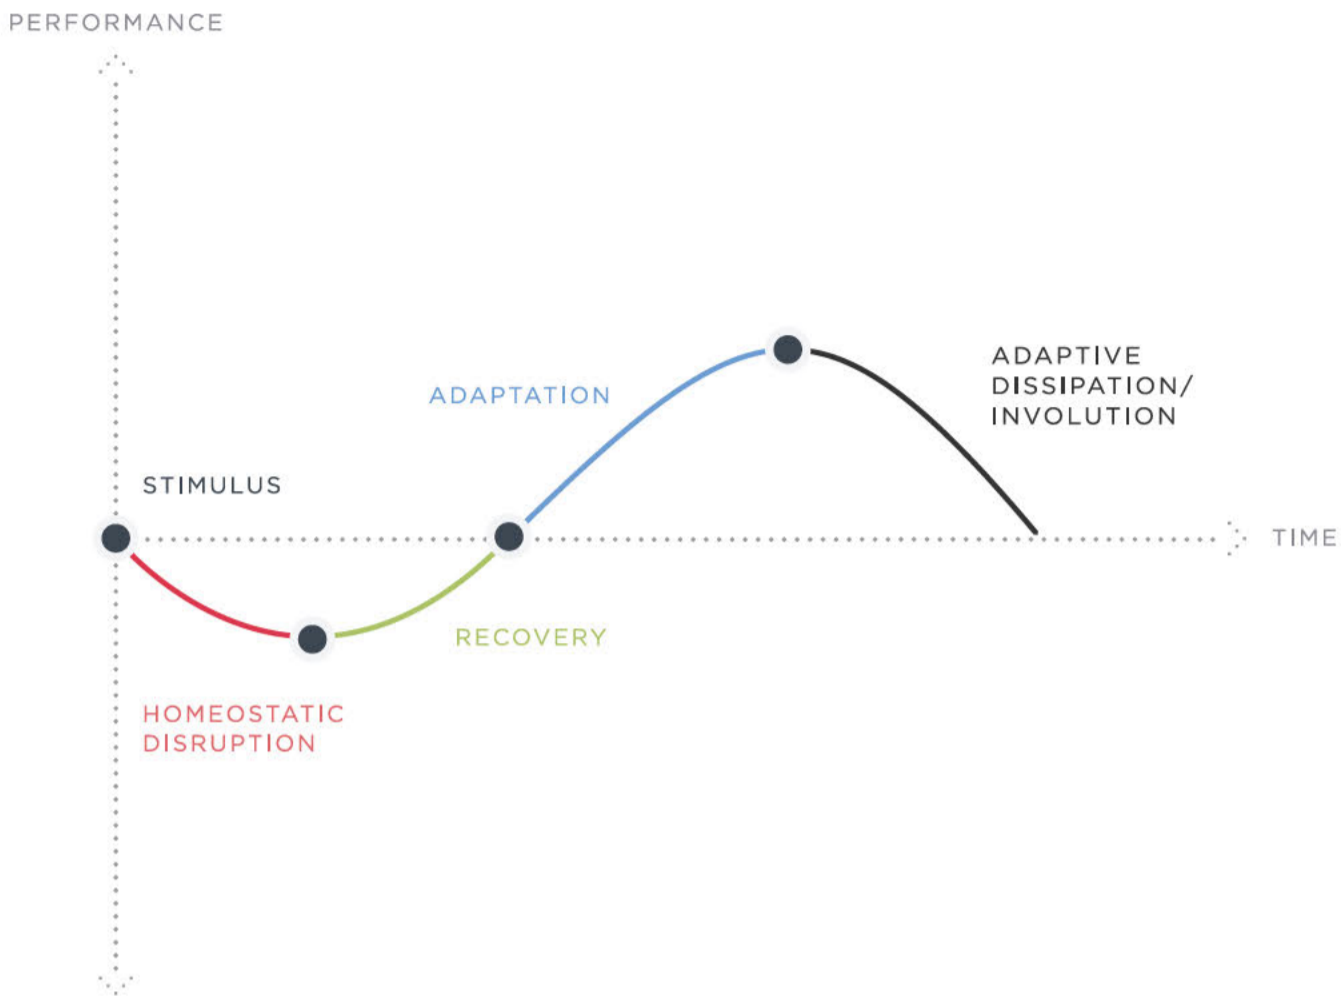 PERFORMANCE
ADAPTIVE
DISSIPATION/
INVOLUTION
ADAPTATION
STIMULUS
TIME
RECOVERY
HOMEOSTATIC
DISRUPTION